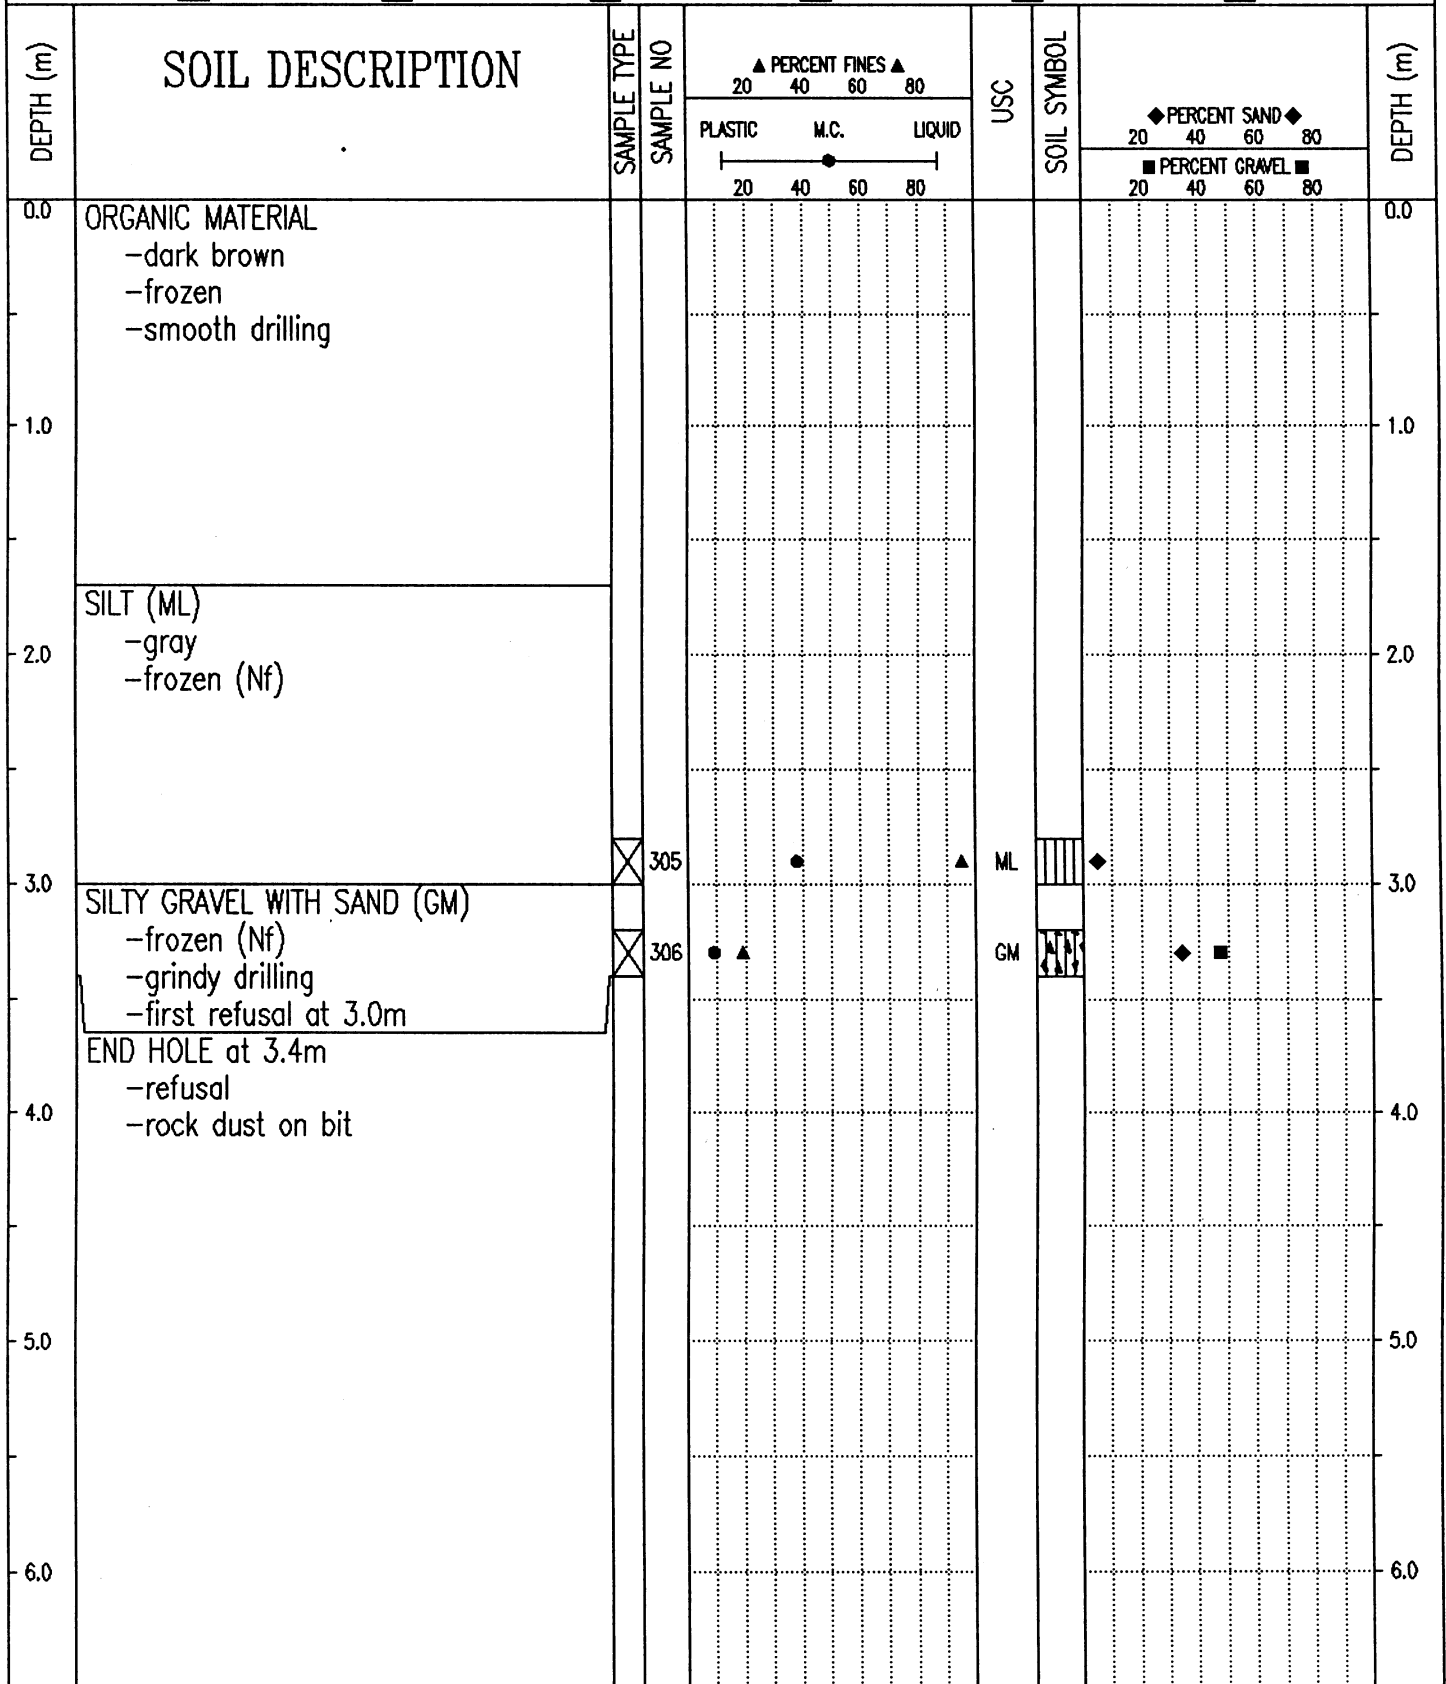 DEPTH (m)
SOIL DESCRIPTION
SAMPLE TYPE
SAMPLE NO
▲ PERCENT FINES ▲
20 40 60 80
PLASTIC M.C. LIQUID
20 40 60 80
USC
SOIL SYMBOL
◆ PERCENT SAND ◆
20 40 60 80
■ PERCENT GRAVEL ■
20 40 60 80
DEPTH (m)
0.0 ORGANIC MATERIAL 0.0
-dark brown
-frozen
-smooth drilling
1.0 1.0
SILT (ML)
-gray
2.0 2.0
-frozen (Nf)
305 ML
3.0 3.0
SILTY GRAVEL WITH SAND (GM)
-frozen (Nf)
306 GM
-grindy drilling
-first refusal at 3.0m
END HOLE at 3.4m
-refusal
4.0 4.0
-rock dust on bit
5.0 5.0
6.0 6.0